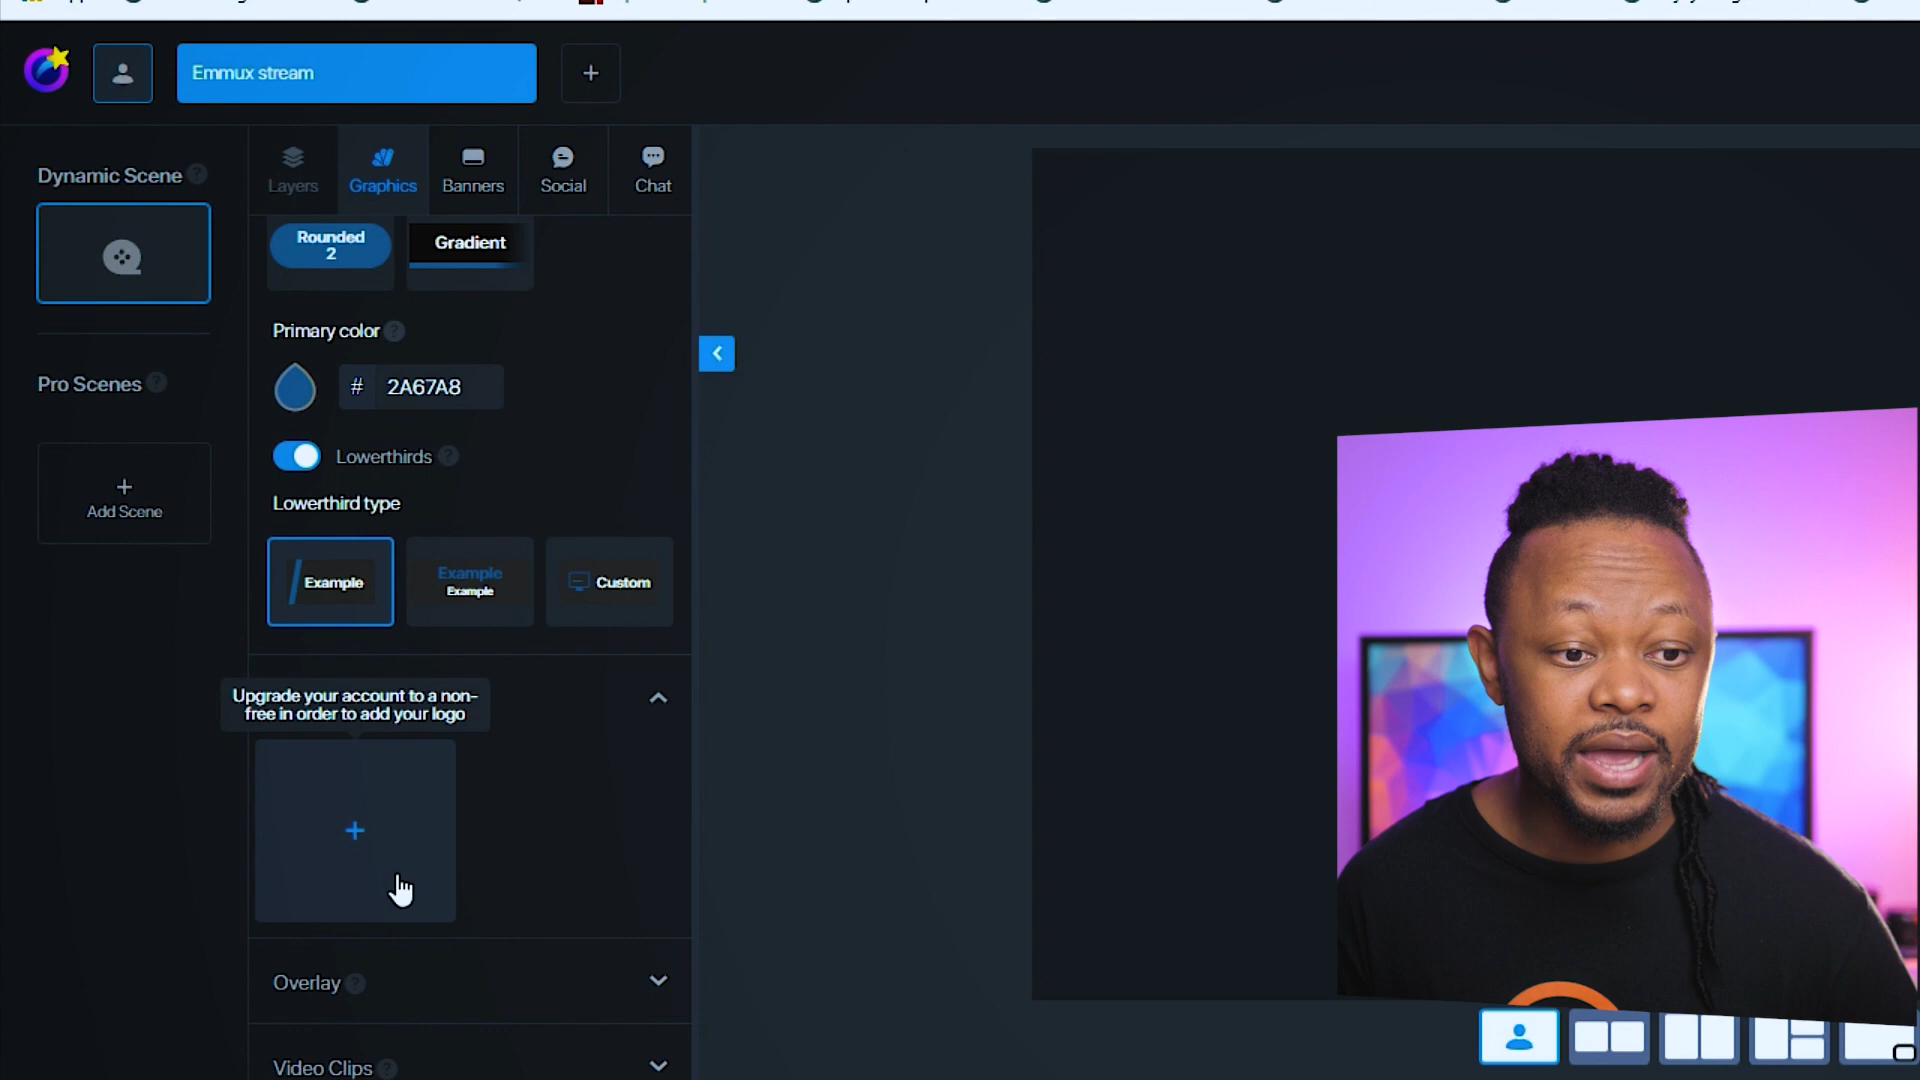 Emmux stream
+
Dynamic Scene ?
Layers
Graphics
Banners
Social
Chat
Rounded
2
Gradient
Primary color ?
# 2A67A8
Pro Scenes ?
Lowerthirds ?
+
Add Scene
Lowerthird type
Example
Example
Example
Custom
Upgrade your account to a non-
free in order to add your logo
+
Overlay ?
Video Clips ?